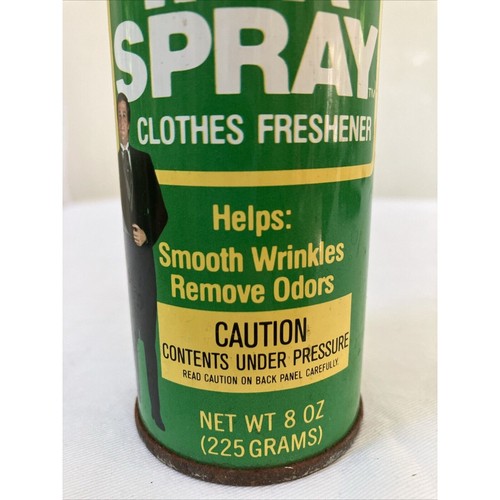 SPRAY™
CLOTHES FRESHENER
Helps:
Smooth Wrinkles
Remove Odors
CAUTION
CONTENTS UNDER PRESSURE
READ CAUTION ON BACK PANEL CAREFULLY.
NET WT 8 OZ
(225 GRAMS)